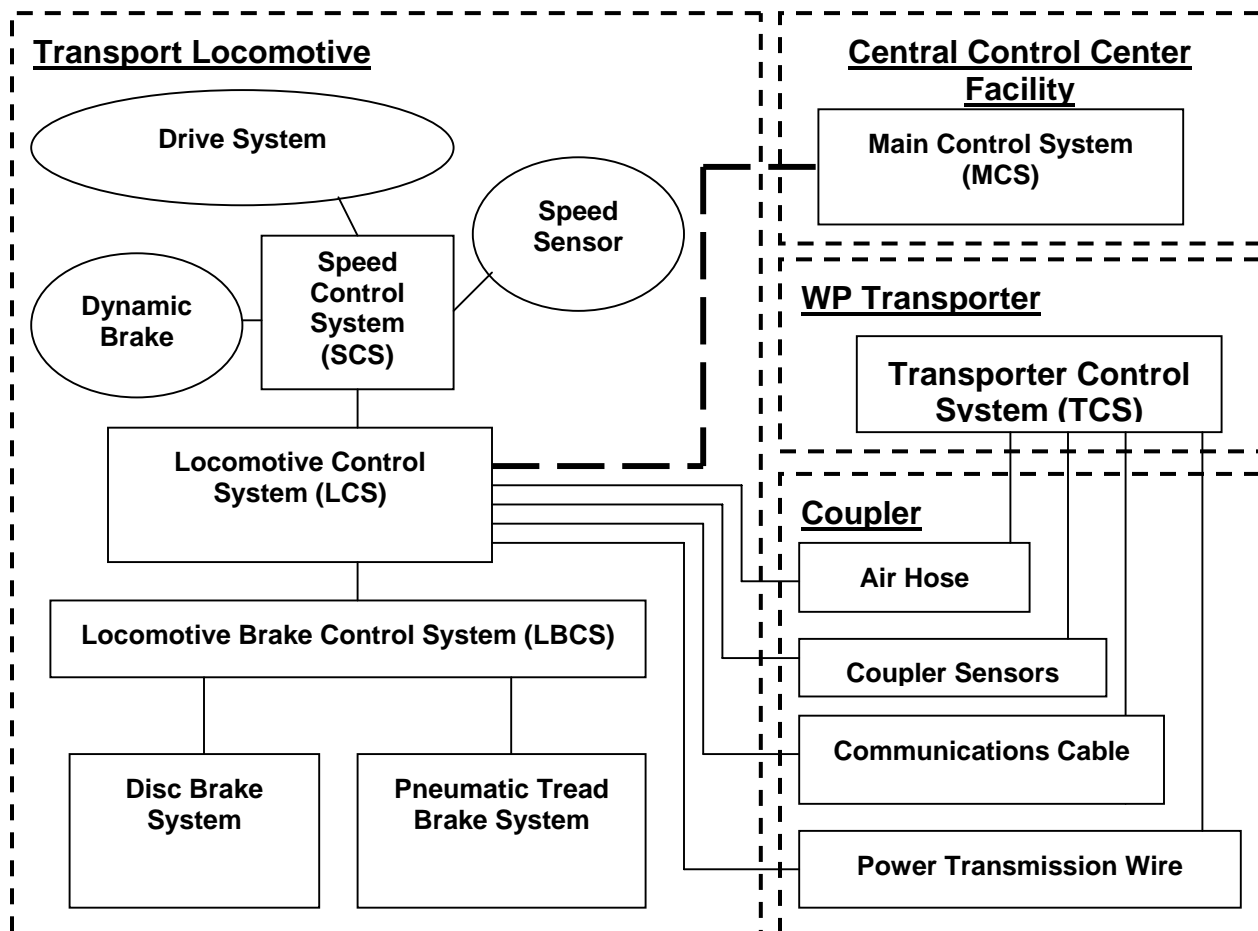 Transport Locomotive
Drive System
Speed
Sensor
Speed
Control
System
(SCS)
Dynamic
Brake
Locomotive Control
System (LCS)
Locomotive Brake Control System (LBCS)
Disc Brake
System
Pneumatic Tread
Brake System
Central Control Center
Facility
Main Control System
(MCS)
WP Transporter
Transporter Control
System (TCS)
Coupler
Air Hose
Coupler Sensors
Communications Cable
Power Transmission Wire